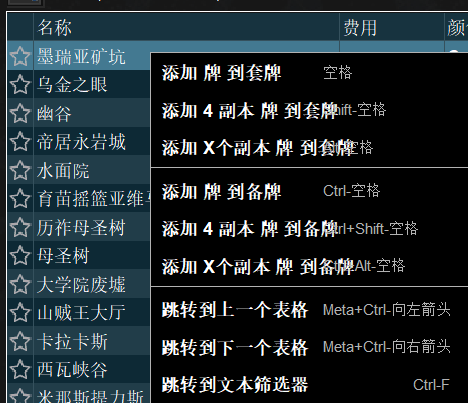 名称 费用
墨瑞亚矿坑
乌金之眼
幽谷
帝居永岩城
水面院
育苗摇篮亚维
历祚母圣树
母圣树
大学院废墟
山贼王大厅
卡拉卡斯
西瓦峡谷
米那斯提力斯
添加 牌 到套牌 空格
添加 4 副本 牌 到套牌 Shift-空格
添加 X个副本 牌 到套牌 空格
添加 牌 到备牌 Ctrl-空格
添加 4 副本 牌 到备牌 Ctrl+Shift-空格
添加 X个副本 牌 到备牌 Alt-空格
跳转到上一个表格 Meta+Ctrl-向左箭头
跳转到下一个表格 Meta+Ctrl-向右箭头
跳转到文本筛选器 Ctrl-F